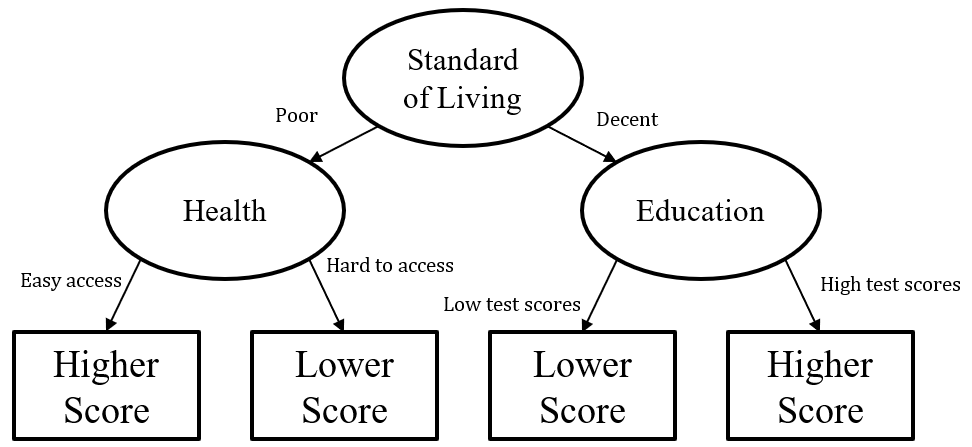 Standard
of Living
Poor
Decent
Health
Education
Easy access
Hard to access
Low test scores
High test scores
Higher
Score
Lower
Score
Lower
Score
Higher
Score